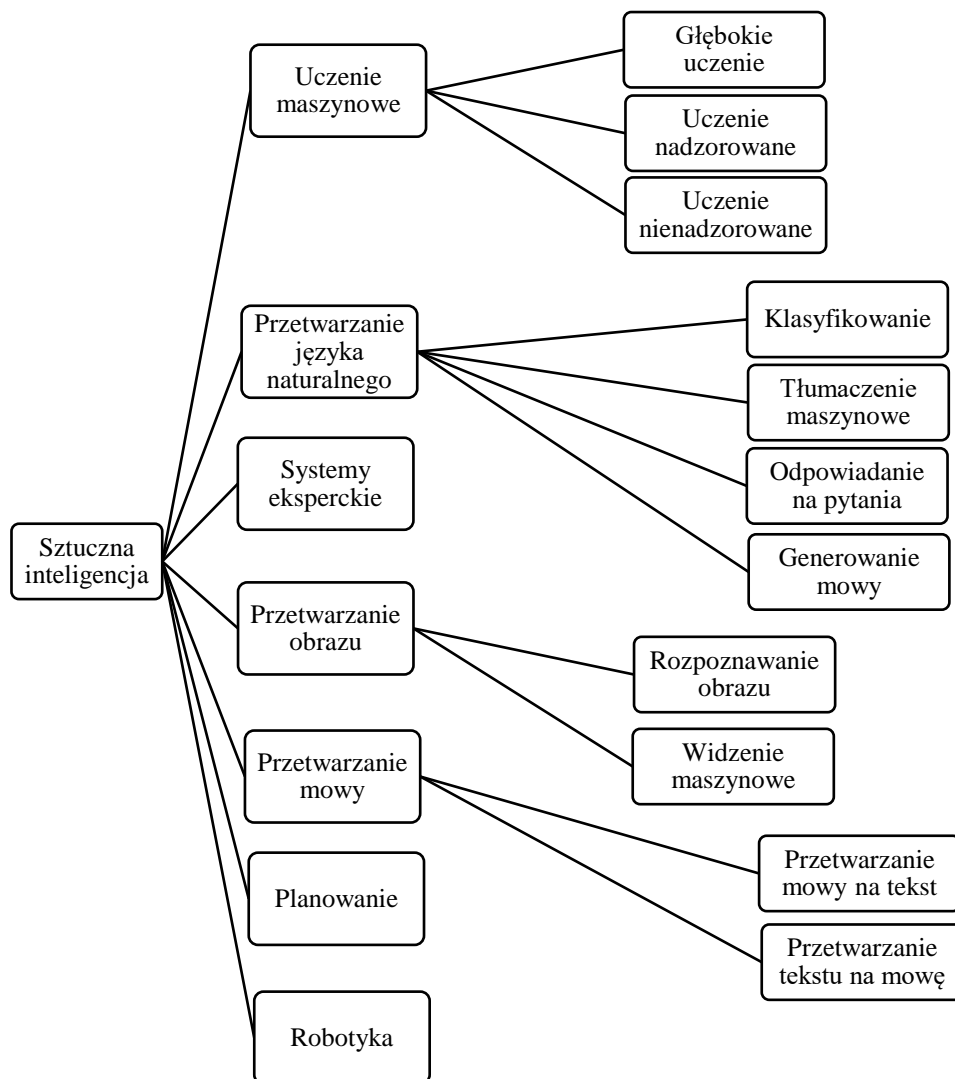 Głębokie
uczenie
Uczenie
maszynowe
Uczenie
nadzorowane
Uczenie
nienadzorowane
Klasyfikowanie
Przetwarzanie
języka
naturalnego
Tłumaczenie
maszynowe
Odpowiadanie
na pytania
Systemy
eksperckie
Sztuczna
inteligencja
Generowanie
mowy
Przetwarzanie
obrazu
Rozpoznawanie
obrazu
Widzenie
maszynowe
Przetwarzanie
mowy
Przetwarzanie
mowy na tekst
Planowanie
Przetwarzanie
tekstu na mowę
Robotyka